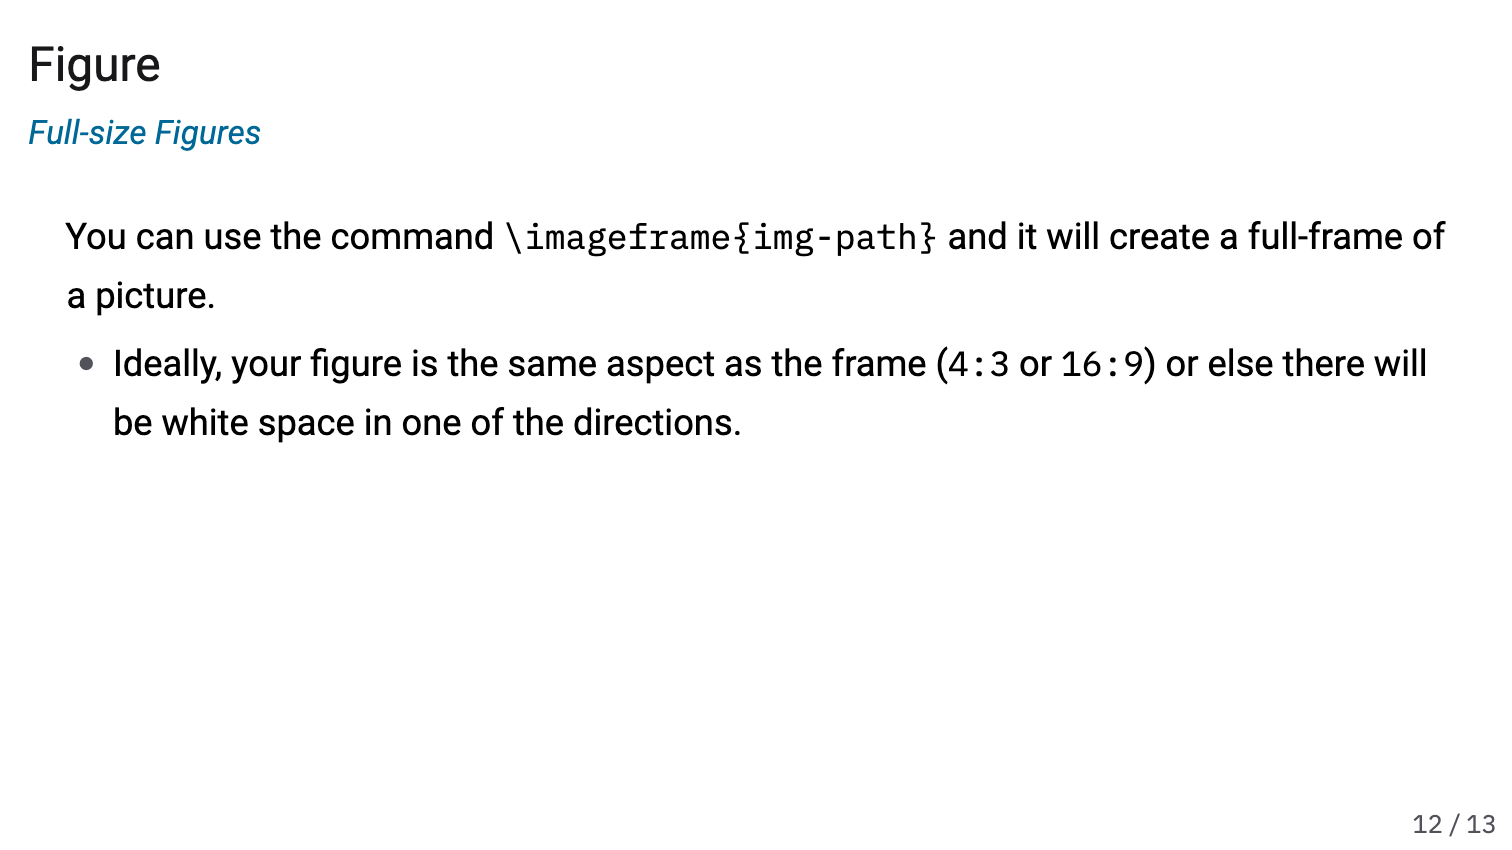 Figure
Full-size Figures
You can use the command \imageframe{img-path} and it will create a full-frame of
a picture.
• Ideally, your figure is the same aspect as the frame (4:3 or 16:9) or else there will
be white space in one of the directions.
12 / 13